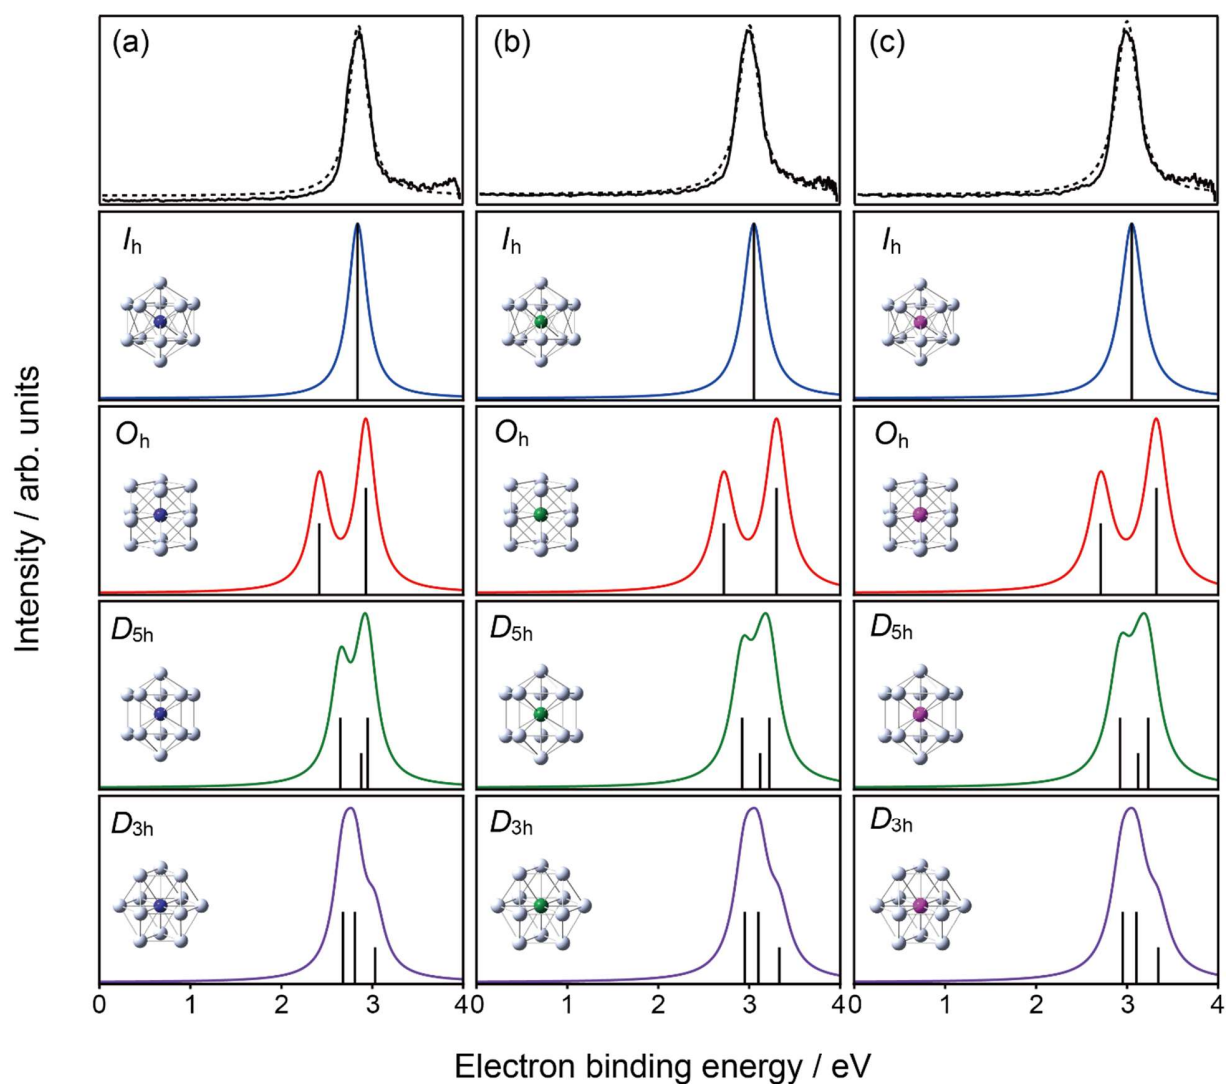 (a) (b) (c)
Ih Ih Ih
Oh Oh Oh
D5h D5h D5h
D3h D3h D3h
0 1 2 3 4 0 1 2 3 4 0 1 2 3 4
Intensity / arb. units
Electron binding energy / eV